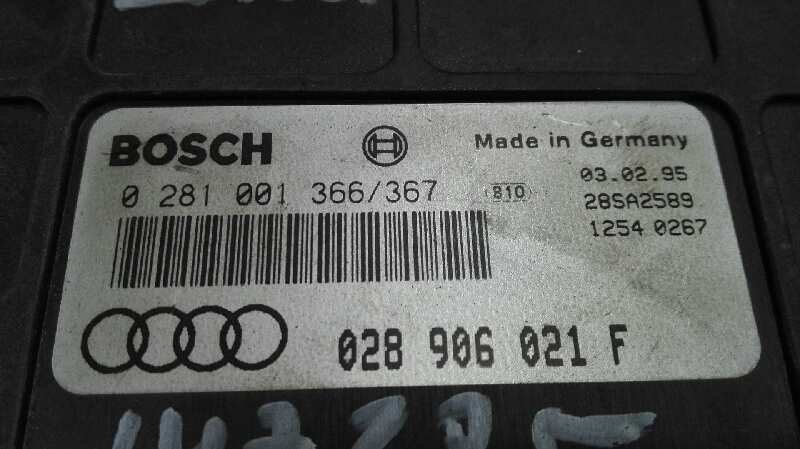 BOSCH
Made in Germany
0 281 001 366/367
810
03.02.95
28SA2589
1254 0267
028 906 021 F